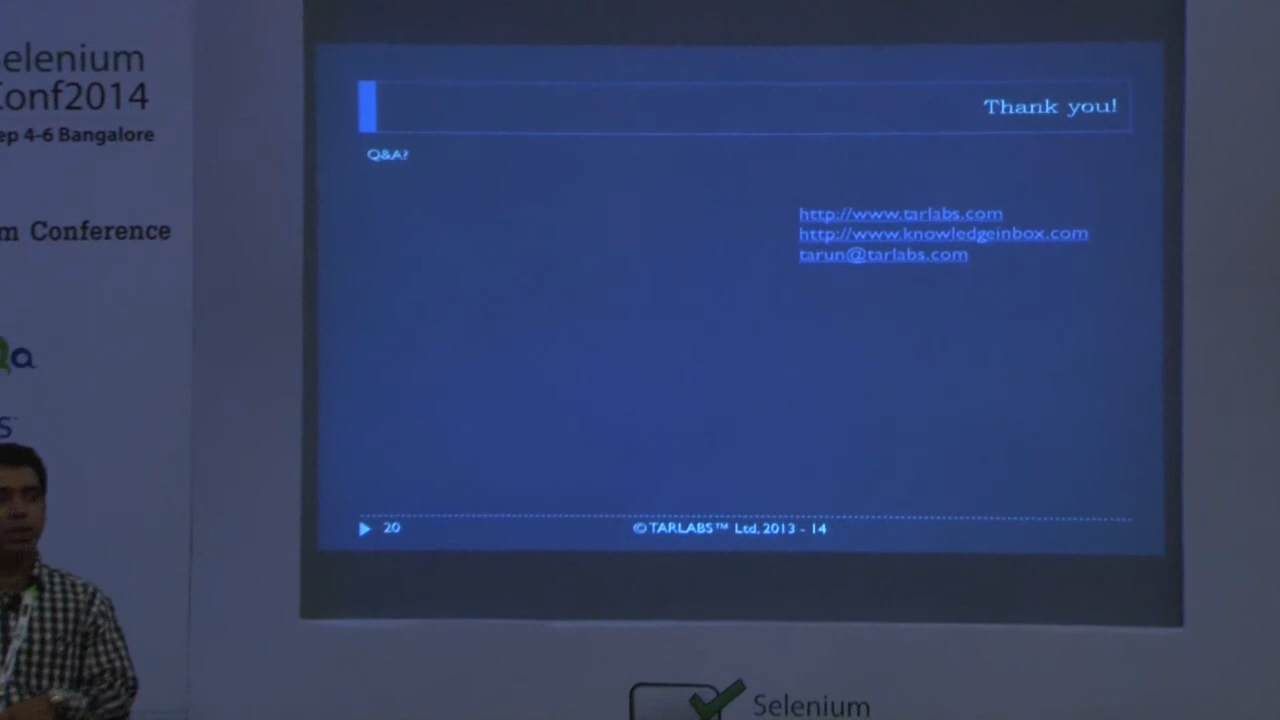 elenium
Conf2014
ep 4-6 Bangalore
m Conference
a
S
Thank you!
Q&A?
http://www.tarlabs.com
http://www.knowledgeinbox.com
tarun@tarlabs.com
20
© TARLABS™ Ltd. 2013 - 14
Selenium